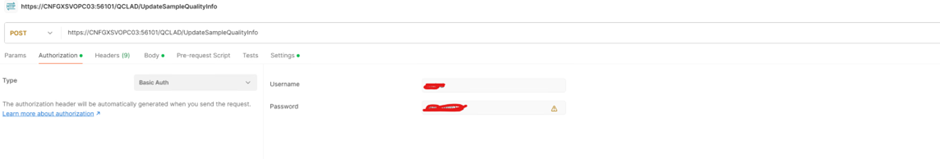 https://CNFGXSVOPC03:56101/QCLAD/UpdateSampleQualityInfo
POST https://CNFGXSVOPC03:56101/QCLAD/UpdateSampleQualityInfo
Params Authorization Headers (9) Body Pre-request Script Tests Settings
Type Basic Auth
Username
The authorization header will be automatically generated when you send the request.
Password
Learn more about authorization ↗